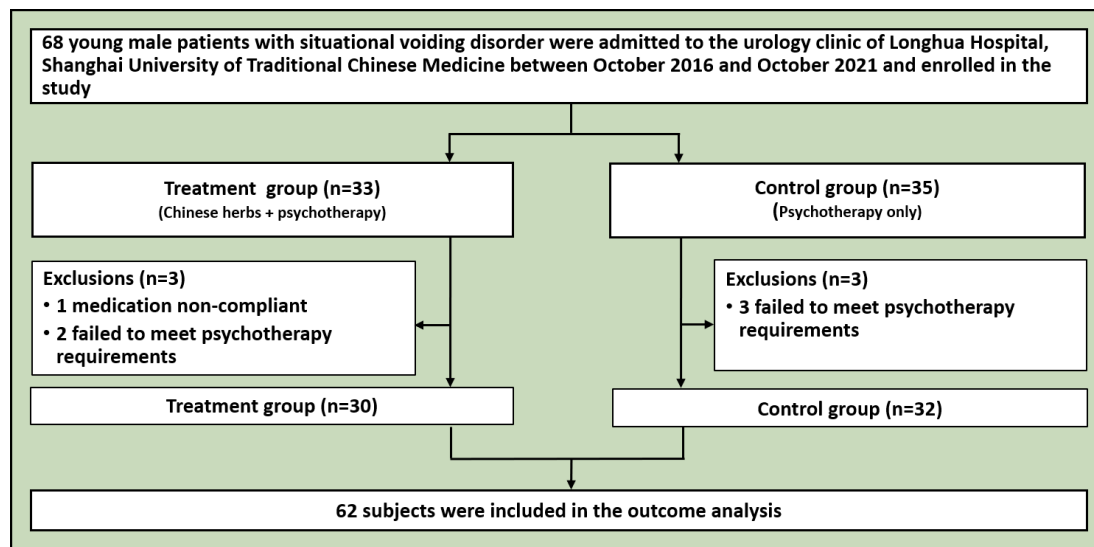 68 young male patients with situational voiding disorder were admitted to the urology clinic of Longhua Hospital,
Shanghai University of Traditional Chinese Medicine between October 2016 and October 2021 and enrolled in the
study
Treatment group (n=33)
(Chinese herbs + psychotherapy)
Control group (n=35)
(Psychotherapy only)
Exclusions (n=3)
• 1 medication non-compliant
• 2 failed to meet psychotherapy
requirements
Exclusions (n=3)
• 3 failed to meet psychotherapy
requirements
Treatment group (n=30)
Control group (n=32)
62 subjects were included in the outcome analysis